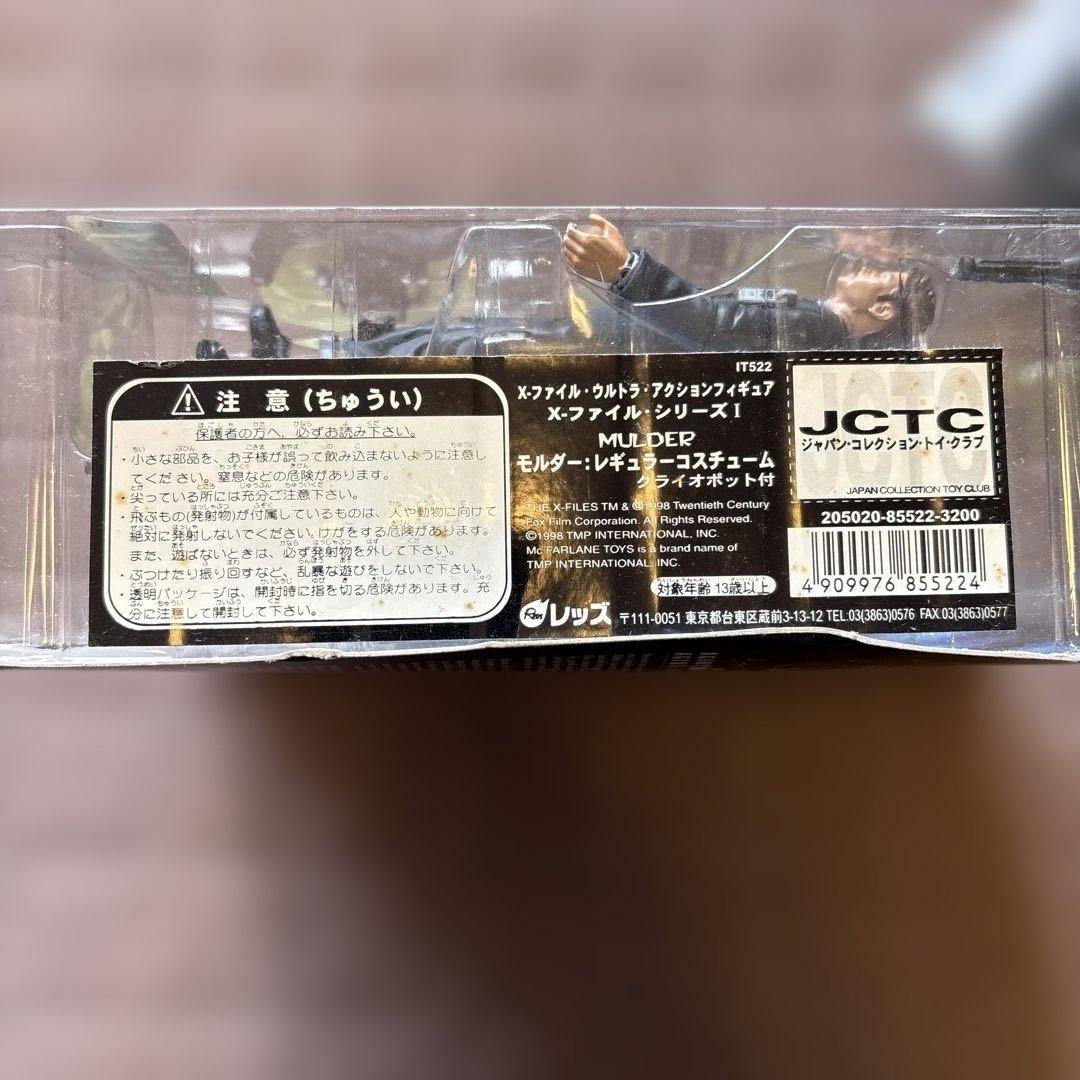 注 意 (ちゅうい)
保護者の方へ、必ずお読み下さい。
・小さな部品を、お子様が誤って飲み込まないように注意し
てください。窒息などの危険があります。
・尖っている所には充分ご注意下さい。
・飛ぶもの(発射物)が付属しているものは、人や動物に向けて
絶対に発射しないでください。けがをする危険があります。
また、遊ばないときは、必ず発射物を外して下さい。
・ぶつけたり振り回すなど、乱暴な遊びをしないで下さい。
・透明パッケージは、開封時に指を切る危険があります。充
分に注意して開封して下さい。
IT522
X-ファイル・ウルトラ・アクションフィギュア
X-ファイル・シリーズI
MULDER
モルダー:レギュラーコスチューム
クライオポット付
THE X-FILES TM & ©1998 Twentieth Century
Fox Film Corporation. All Rights Reserved.
©1998 TMP INTERNATIONAL, INC.
Mc FARLANE TOYS is a brand name of
TMP INTERNATIONAL, INC.
対象年齢 13歳以上
JCTC
JCTC
ジャパン・コレクション・トイ・クラブ
JAPAN COLLECTION TOY CLUB
205020-85522-3200
4 909976 855224
レッズ 〒111-0051 東京都台東区蔵前3-13-12 TEL.03(3863)0576 FAX.03(3863)0577